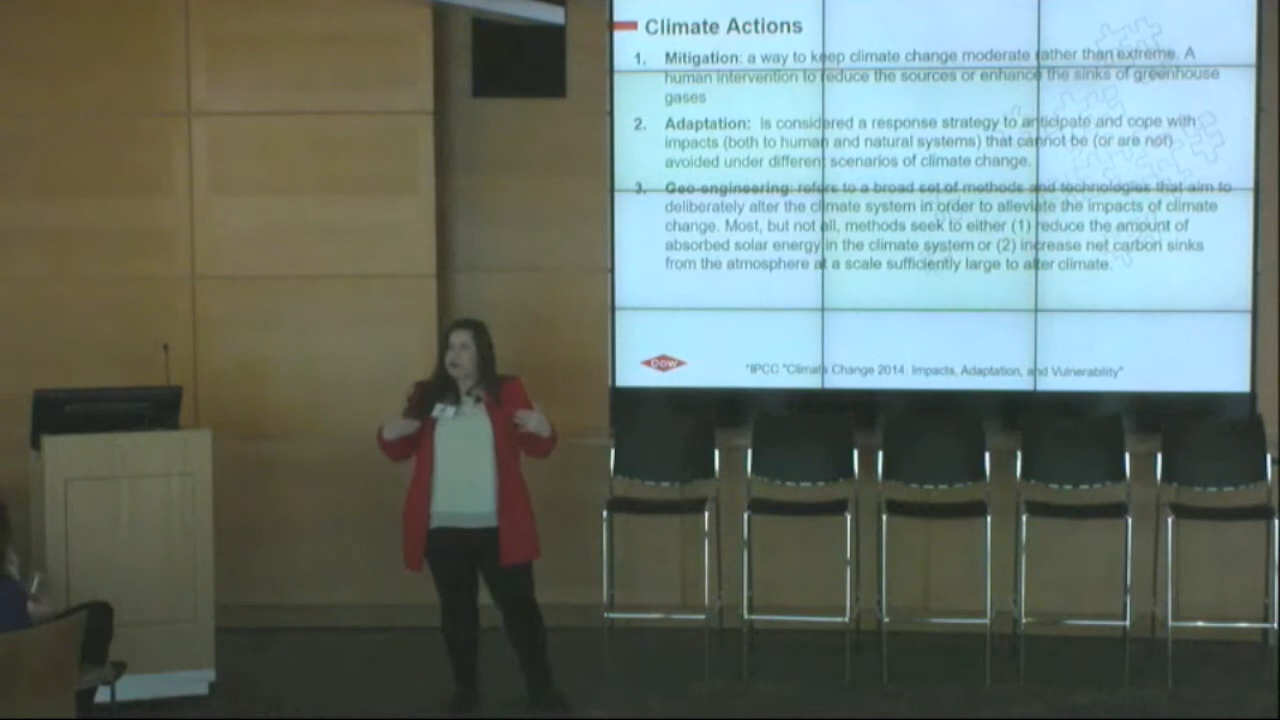 Climate Actions
1. Mitigation: a way to keep climate change moderate rather than extreme. A
human intervention to reduce the sources or enhance the sinks of greenhouse
gases
2. Adaptation: is considered a response strategy to anticipate and cope with
impacts (both to human and natural systems) that cannot be (or are not)
avoided under different scenarios of climate change.
3. Geo-engineering: refers to a broad set of methods and technologies that aim to
deliberately alter the climate system in order to alleviate the impacts of climate
change. Most, but not all, methods seek to either (1) reduce the amount of
absorbed solar energy in the climate system or (2) increase net carbon sinks
from the atmosphere at a scale sufficiently large to alter climate.
Dow
*IPCC "Climate Change 2014: Impacts, Adaptation, and Vulnerability"